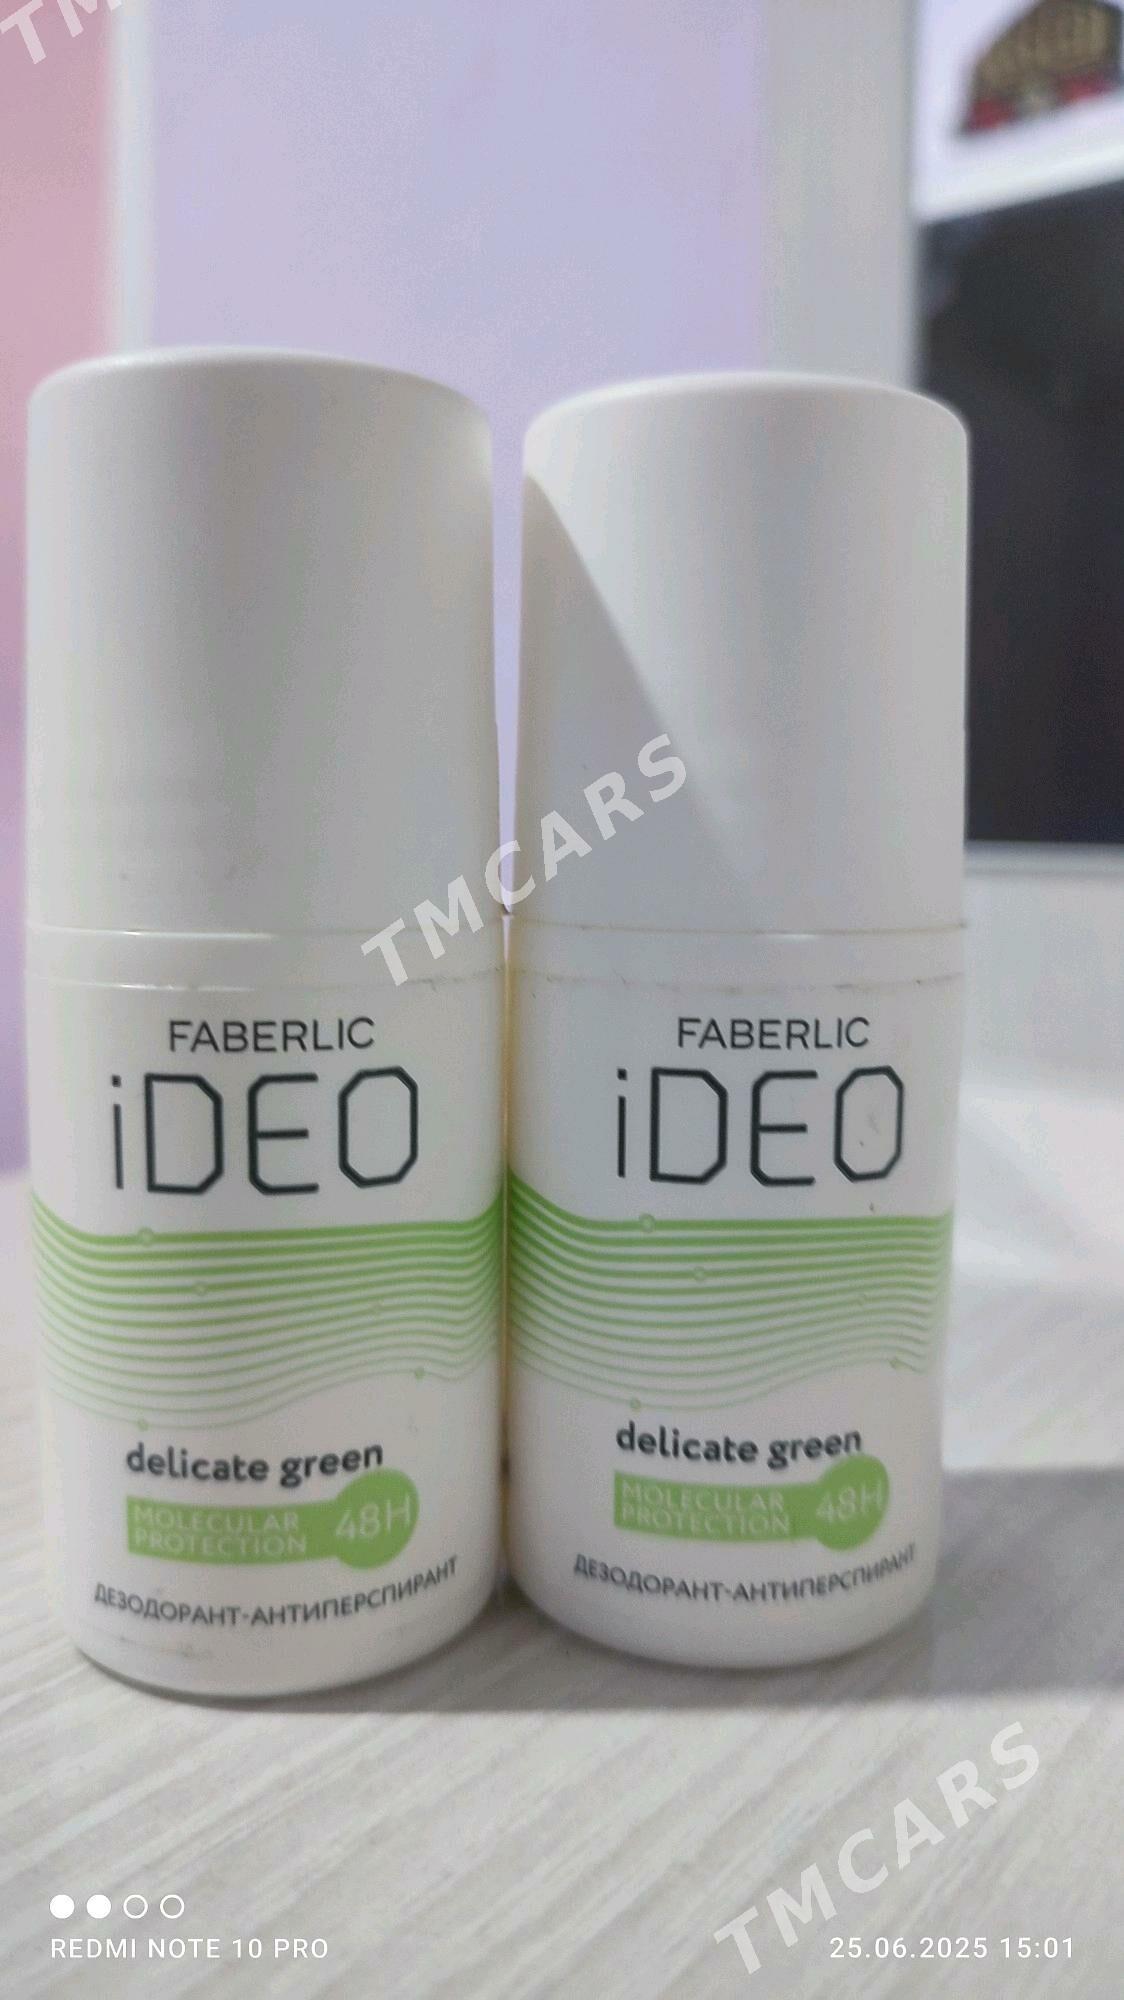 FABERLIC
iDEO
delicate green
MOLECULAR
PROTECTION
48H
ДЕЗОДОРАНТ-АНТИПЕРСПИРАНТ
FABERLIC
iDEO
delicate green
MOLECULAR
PROTECTION
48H
ДЕЗОДОРАНТ-АНТИПЕРСПИРАНТ
TMCARS
TMCARS
REDMI NOTE 10 PRO
25.06.2025 15:01